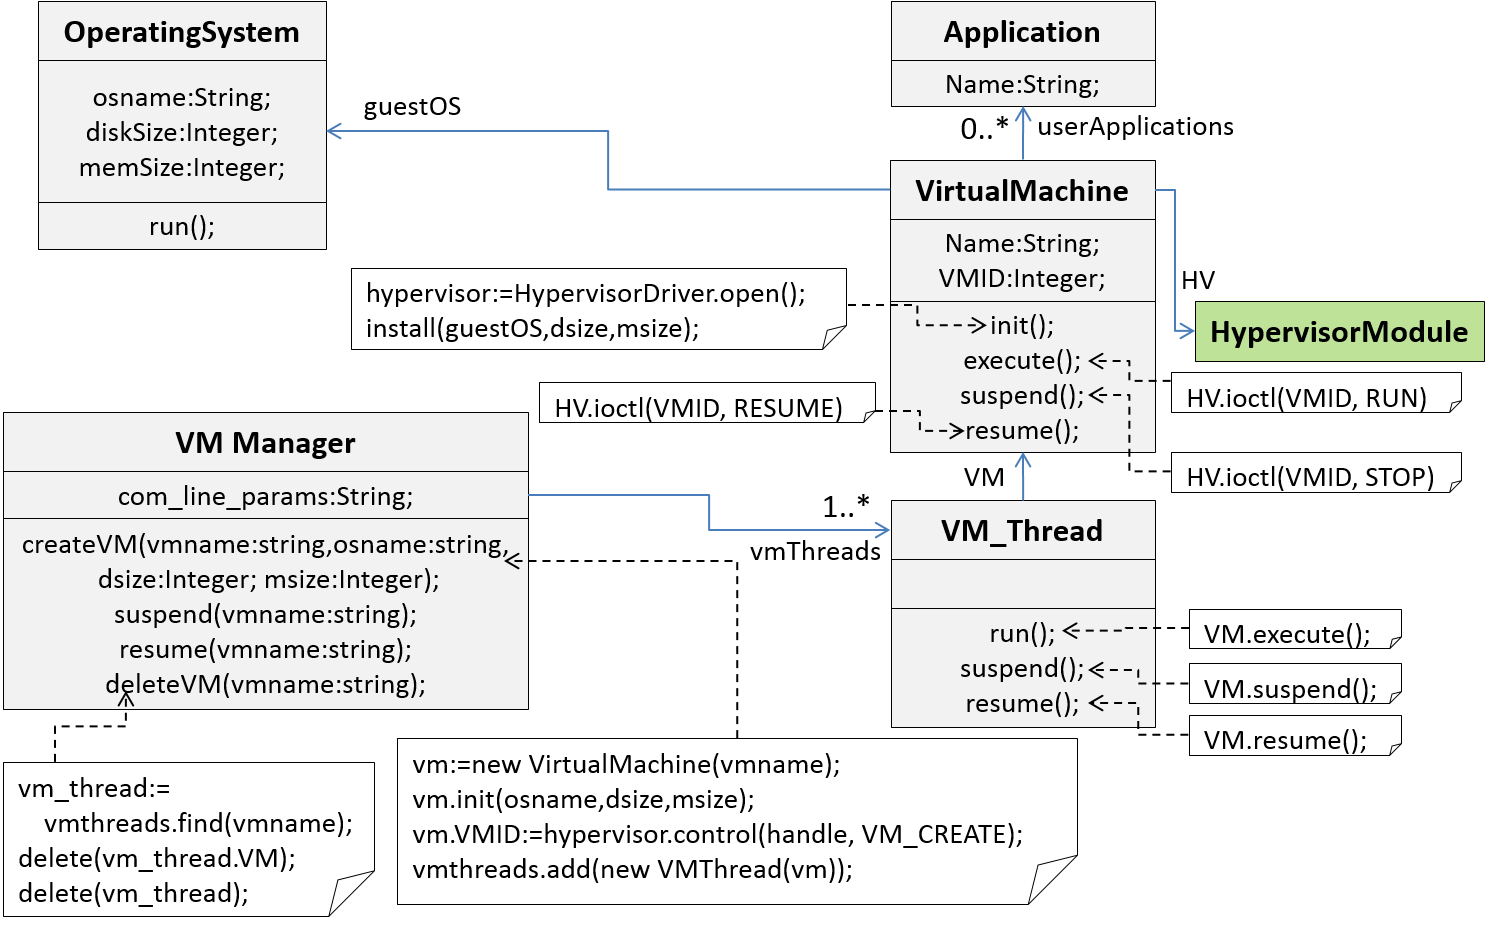 OperatingSystem
osname:String;
diskSize:Integer;
memSize:Integer;
run();
guestOS
Application
Name:String;
0..*
userApplications
VirtualMachine
Name:String;
VMID:Integer;
init();
execute();
suspend();
resume();
HV
HypervisorModule
hypervisor:=HypervisorDriver.open();
install(guestOS,dsize,msize);
HV.ioctl(VMID, RESUME)
HV.ioctl(VMID, RUN)
HV.ioctl(VMID, STOP)
VM Manager
com_line_params:String;
createVM(vmname:string,osname:string,
dsize:Integer; msize:Integer);
suspend(vmname:string);
resume(vmname:string);
deleteVM(vmname:string);
1..*
vmThreads
VM
VM_Thread
run();
suspend();
resume();
VM.execute();
VM.suspend();
VM.resume();
vm_thread:=
vmthreads.find(vmname);
delete(vm_thread.VM);
delete(vm_thread);
vm:=new VirtualMachine(vmname);
vm.init(osname,dsize,msize);
vm.VMID:=hypervisor.control(handle, VM_CREATE);
vmthreads.add(new VMThread(vm));